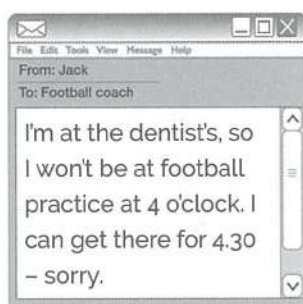 File Edit Tools View Message Help
From: Jack
To: Football coach
I'm at the dentist's, so
I won't be at football
practice at 4 o'clock. I
can get there for 4.30
– sorry.